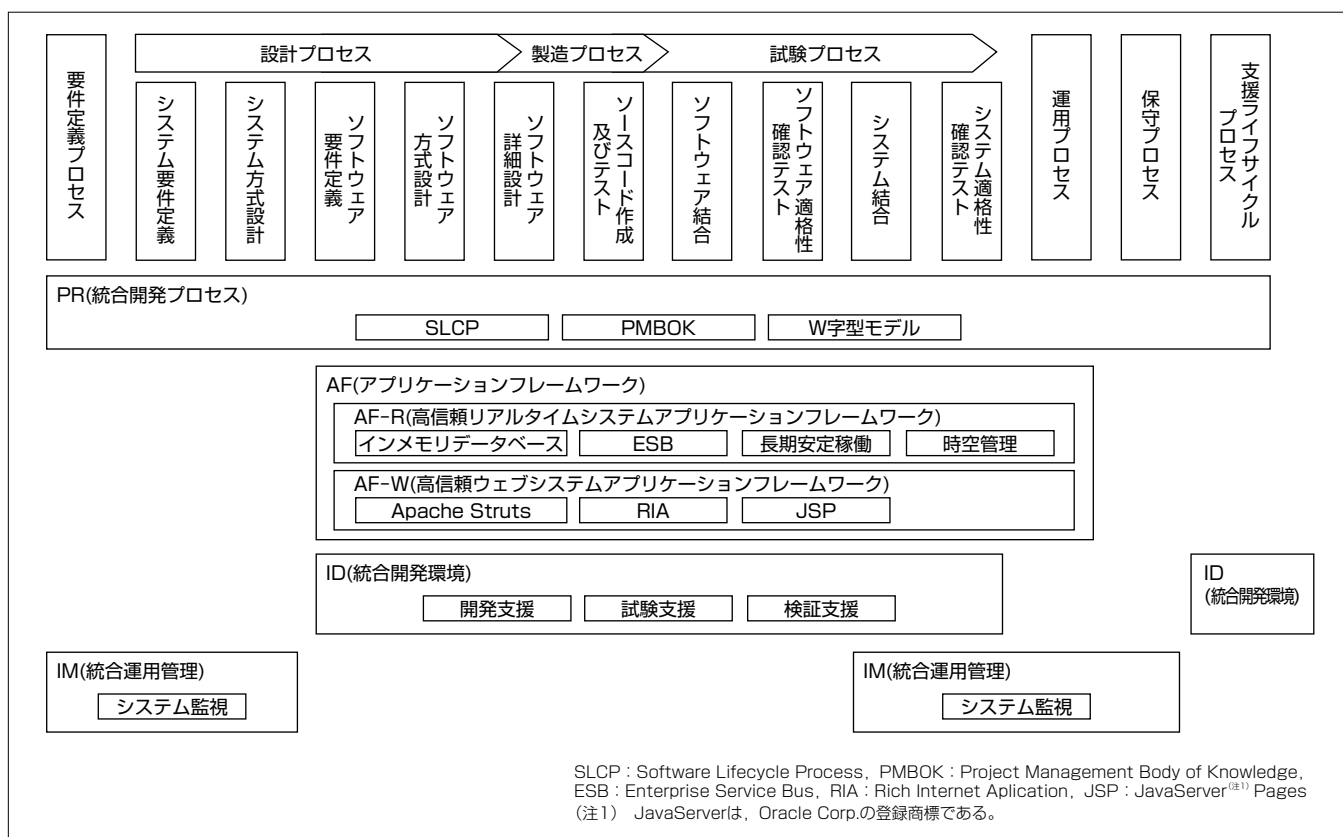 要件定義プロセス
設計プロセス
製造プロセス
試験プロセス
システム要件定義
システム方式設計
ソフトウェア
要件定義
ソフトウェア
方式設計
ソフトウェア
詳細設計
ソースコード作成
及びテスト
ソフトウェア結合
ソフトウェア適格性
確認テスト
システム結合
システム適格性
確認テスト
運用プロセス
保守プロセス
支援ライフサイクル
プロセス
PR(統合開発プロセス)
SLCP
PMBOK
W字型モデル
AF(アプリケーションフレームワーク)
AF-R(高信頼リアルタイムシステムアプリケーションフレームワーク)
インメモリデータベース
ESB
長期安定稼働
時空管理
AF-W(高信頼ウェブシステムアプリケーションフレームワーク)
Apache Struts
RIA
JSP
ID(統合開発環境)
開発支援
試験支援
検証支援
ID
(統合開発環境)
IM(統合運用管理)
システム監視
IM(統合運用管理)
システム監視
SLCP：Software Lifecycle Process，PMBOK：Project Management Body of Knowledge，
ESB：Enterprise Service Bus，RIA：Rich Internet Aplication，JSP：JavaServer(注1) Pages
(注1)　JavaServerは，Oracle Corp.の登録商標である。